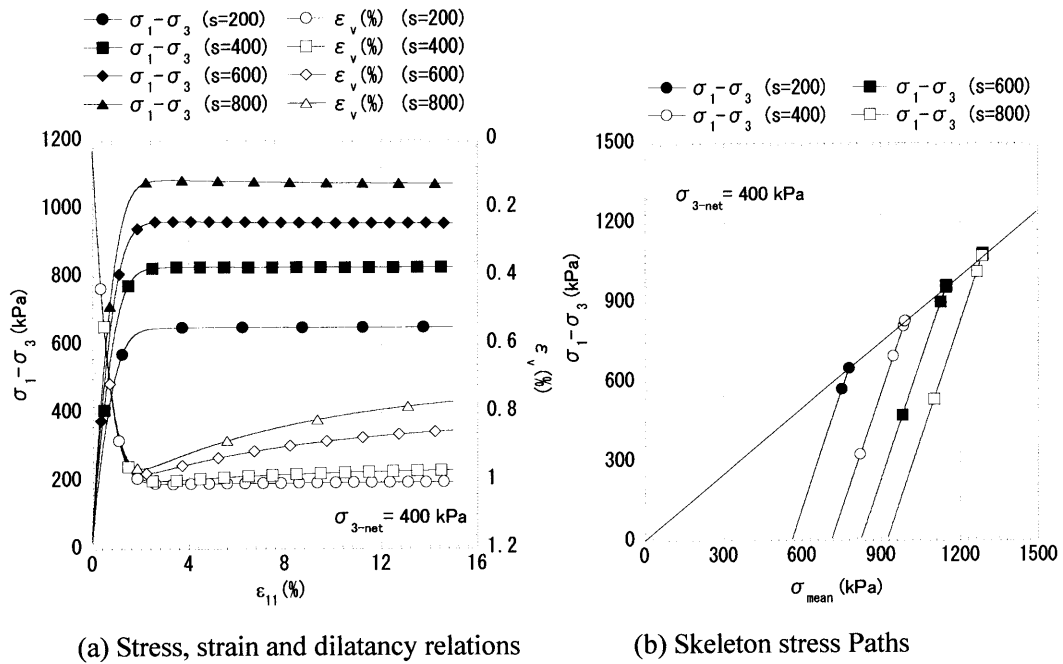 σ1−σ3 (s=200) εv(%) (s=200)
σ1−σ3 (s=400) εv(%) (s=400)
σ1−σ3 (s=600) εv(%) (s=600)
σ1−σ3 (s=800) εv(%) (s=800)
1200
1000
800
600
400
200
0
σ1−σ3 (kPa)
0
0.2
0.4
0.6
0.8
1
1.2
εv (%)
σ3-net = 400 kPa
0 4 8 12 16
ε11(%)
(a) Stress, strain and dilatancy relations
σ1−σ3 (s=200) σ1−σ3 (s=600)
σ1−σ3 (s=400) σ1−σ3 (s=800)
1500
1200
900
600
300
0
σ1−σ3 (kPa)
σ3-net = 400 kPa
0 300 600 900 1200 1500
σmean (kPa)
(b) Skeleton stress Paths